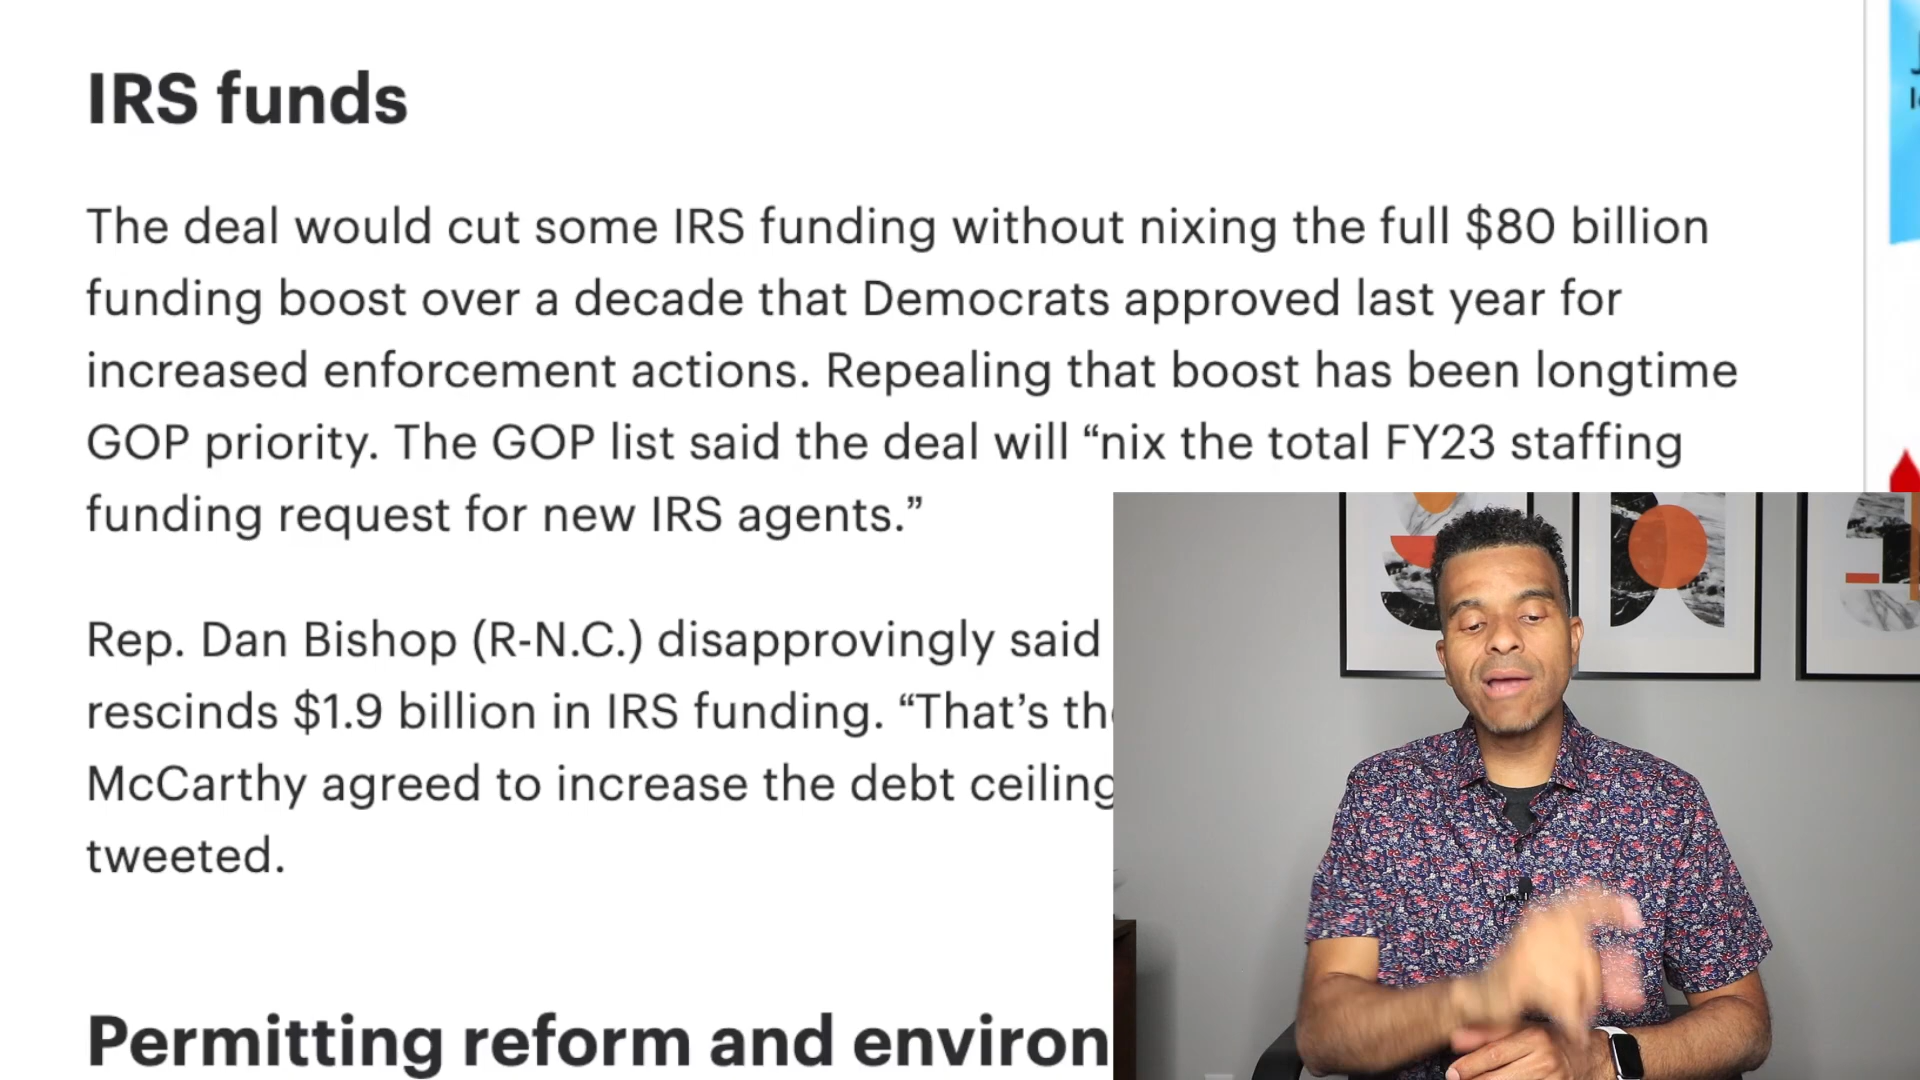 IRS funds
The deal would cut some IRS funding without nixing the full $80 billion
funding boost over a decade that Democrats approved last year for
increased enforcement actions. Repealing that boost has been longtime
GOP priority. The GOP list said the deal will “nix the total FY23 staffing
funding request for new IRS agents.”
Rep. Dan Bishop (R-N.C.) disapprovingly said
rescinds $1.9 billion in IRS funding. “That’s
McCarthy agreed to increase the debt ceiling
tweeted.
Permitting reform and